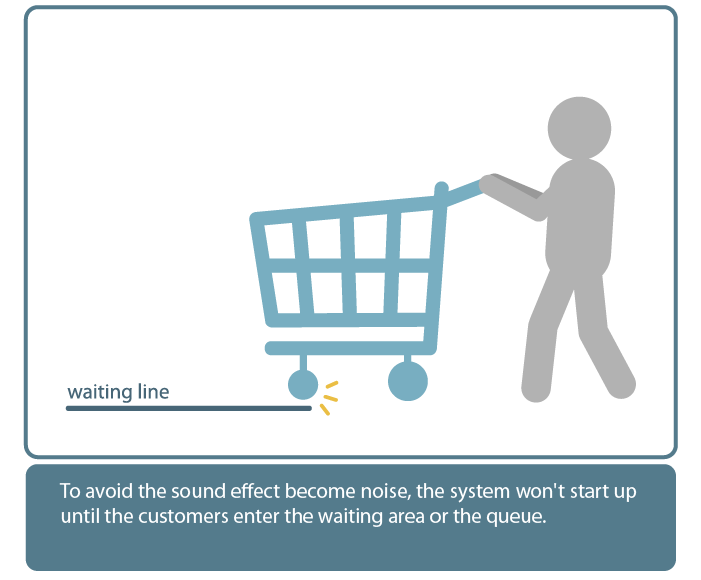 waiting line
To avoid the sound effect become noise, the system won't start up
until the customers enter the waiting area or the queue.